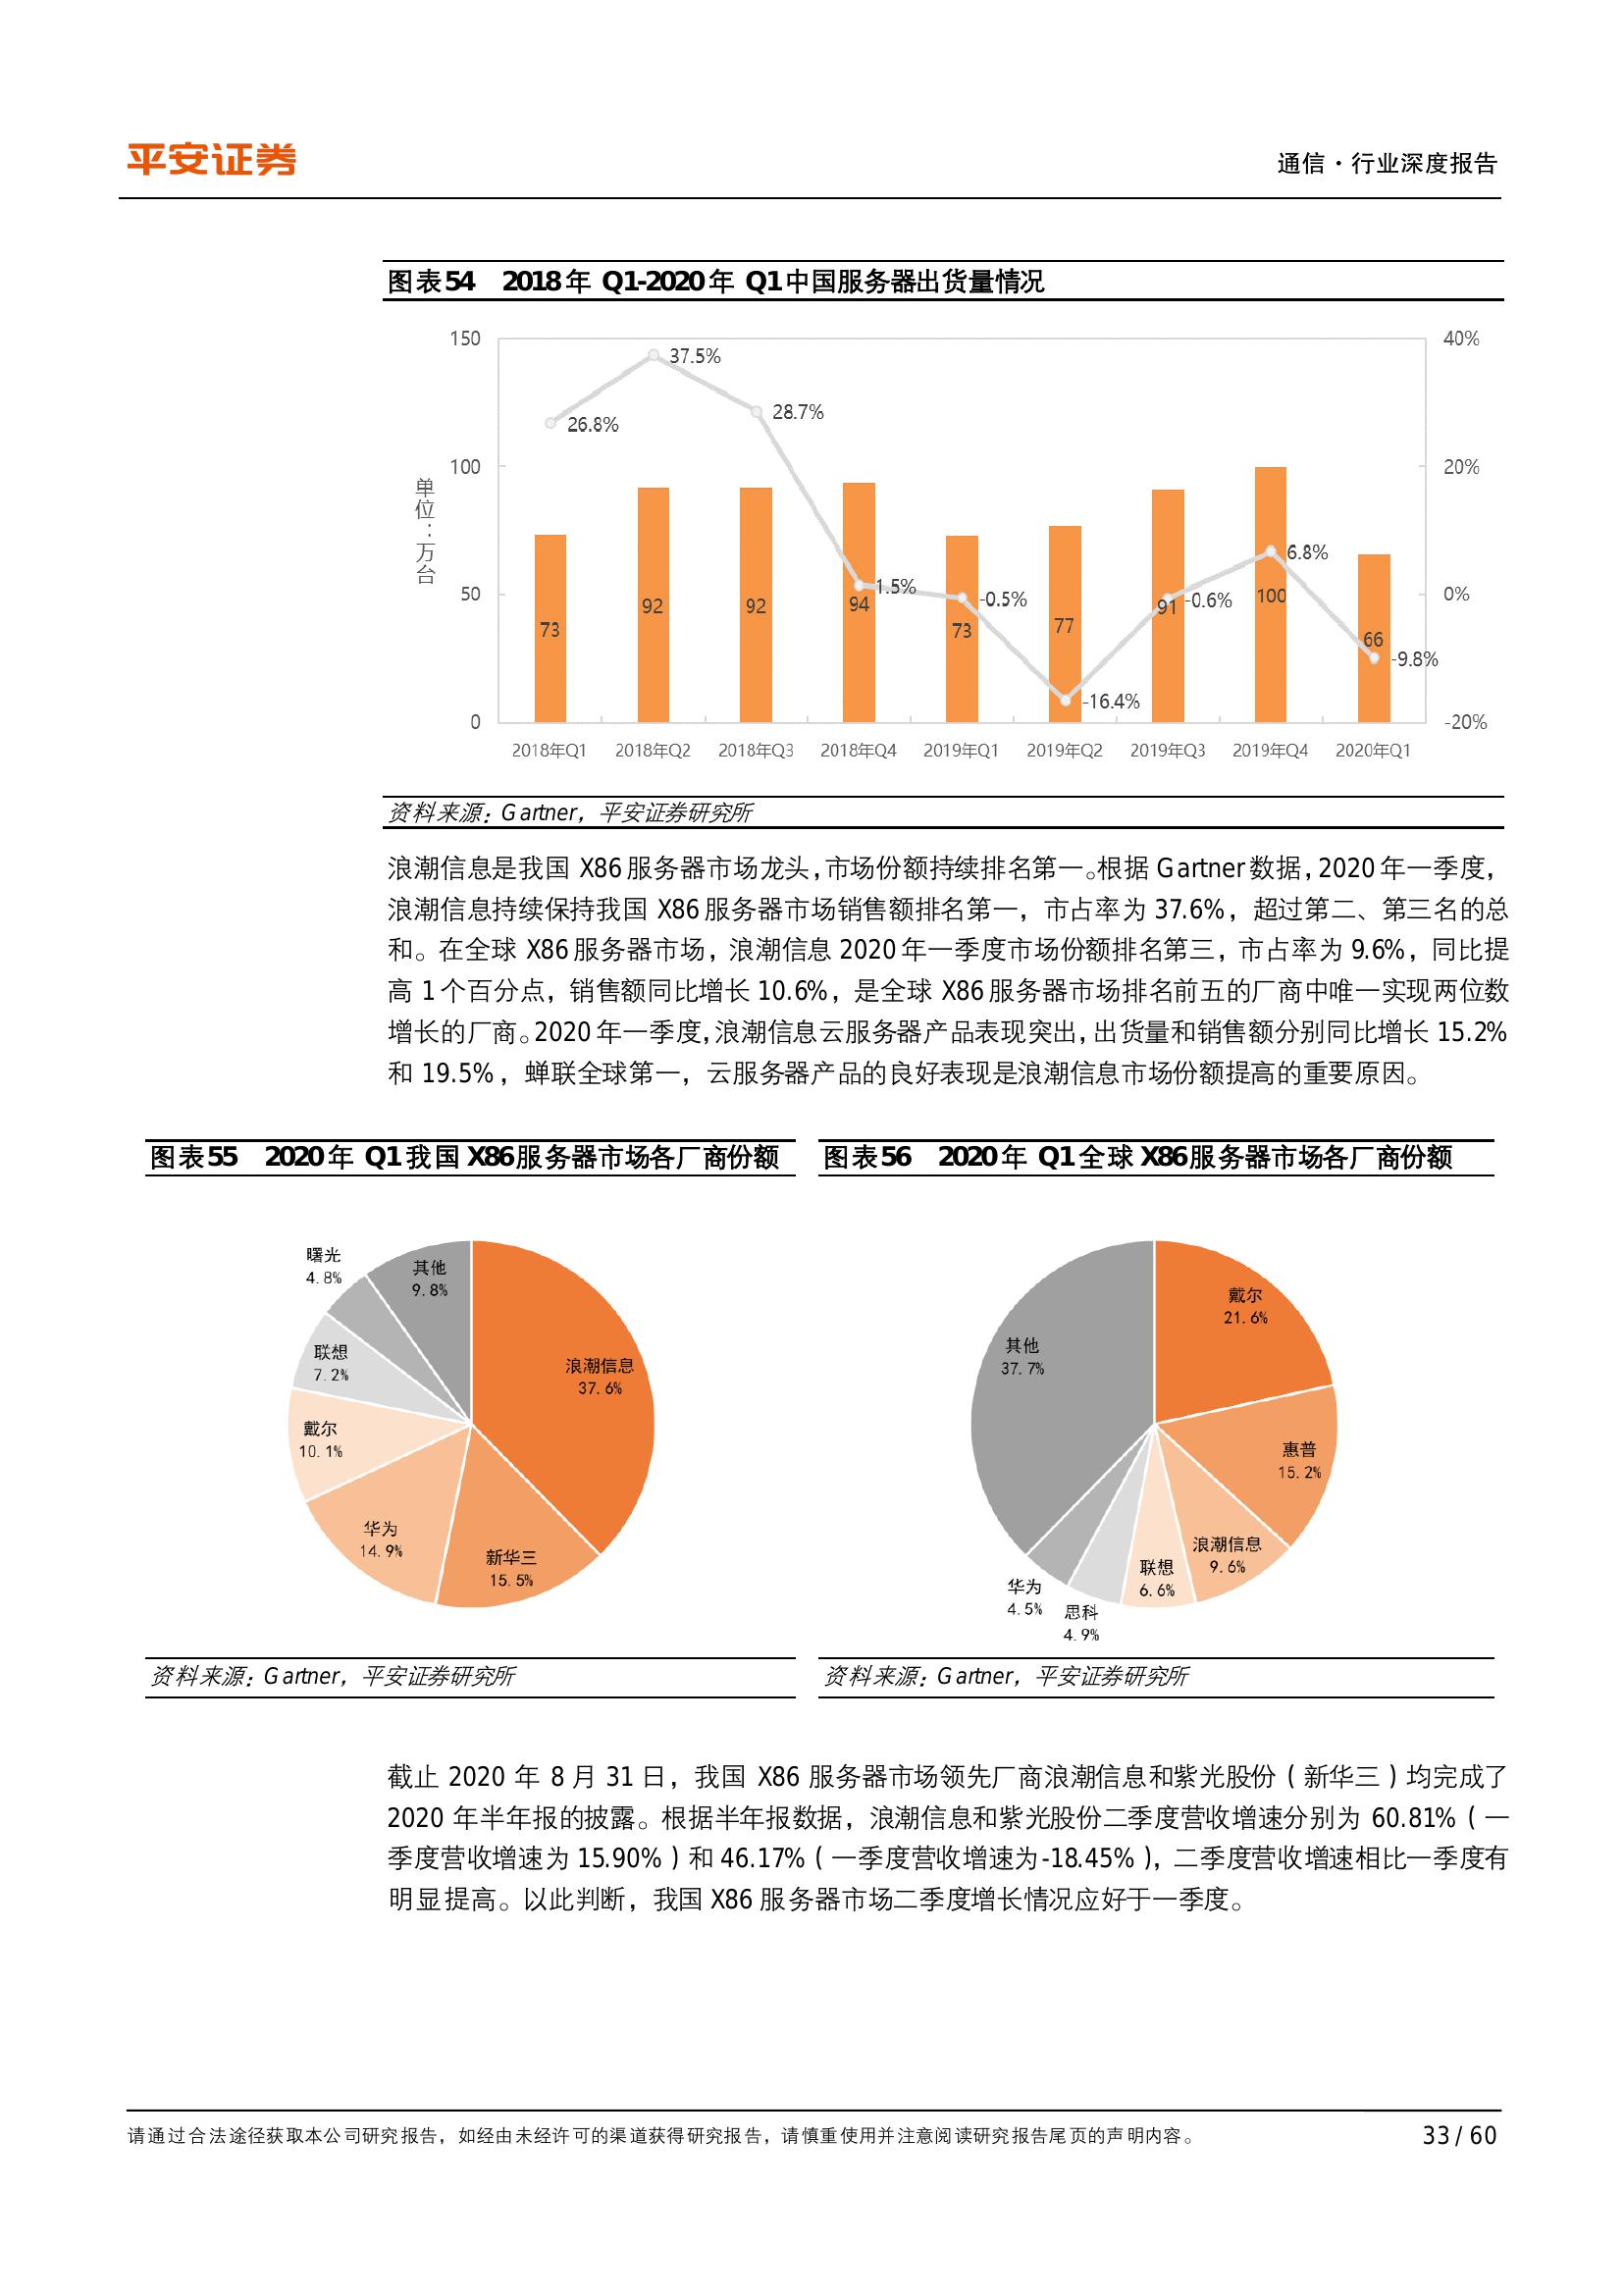 平安证券
通信·行业深度报告
图表54 2018年 Q1-2020年 Q1中国服务器出货量情况
150
100
50
0
单位：万台
40%
20%
0%
-20%
26.8%
37.5%
28.7%
1.5%
-0.5%
-16.4%
-0.6%
6.8%
-9.8%
73
92
92
94
73
77
91
100
66
2018年Q1 2018年Q2 2018年Q3 2018年Q4 2019年Q1 2019年Q2 2019年Q3 2019年Q4 2020年Q1
资料来源：Gartner，平安证券研究所
浪潮信息是我国 X86服务器市场龙头，市场份额持续排名第一。根据 Gartner数据，2020年一季度，
浪潮信息持续保持我国 X86服务器市场销售额排名第一，市占率为 37.6%，超过第二、第三名的总
和。在全球 X86服务器市场，浪潮信息 2020年一季度市场份额排名第三，市占率为 9.6%，同比提
高 1个百分点，销售额同比增长 10.6%，是全球 X86服务器市场排名前五的厂商中唯一实现两位数
增长的厂商。2020年一季度，浪潮信息云服务器产品表现突出，出货量和销售额分别同比增长 15.2%
和 19.5%，蝉联全球第一，云服务器产品的良好表现是浪潮信息市场份额提高的重要原因。
图表55 2020年 Q1我国 X86服务器市场各厂商份额
浪潮信息
37.6%
新华三
15.5%
华为
14.9%
戴尔
10.1%
联想
7.2%
曙光
4.8%
其他
9.8%
资料来源：Gartner，平安证券研究所
图表56 2020年 Q1全球 X86服务器市场各厂商份额
戴尔
21.6%
惠普
15.2%
浪潮信息
9.6%
联想
6.6%
思科
4.9%
华为
4.5%
其他
37.7%
资料来源：Gartner，平安证券研究所
截止 2020 年 8 月 31 日，我国 X86 服务器市场领先厂商浪潮信息和紫光股份（新华三）均完成了
2020 年半年报的披露。根据半年报数据，浪潮信息和紫光股份二季度营收增速分别为 60.81%（一
季度营收增速为 15.90%）和 46.17%（一季度营收增速为-18.45%），二季度营收增速相比一季度有
明显提高。以此判断，我国 X86 服务器市场二季度增长情况应好于一季度。
请通过合法途径获取本公司研究报告，如经由未经许可的渠道获得研究报告，请慎重使用并注意阅读研究报告尾页的声明内容。
33 / 60